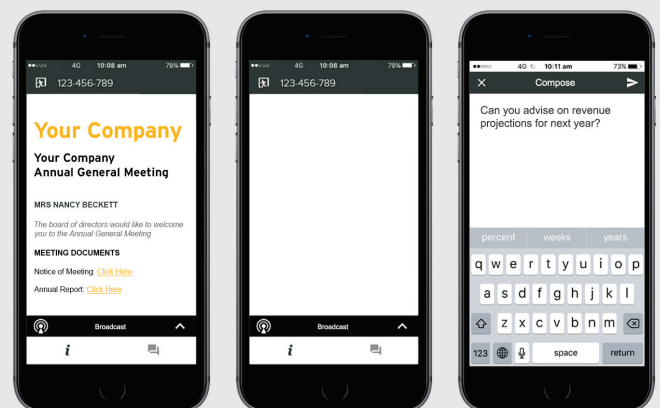 4G 10:08 am 79%
123-456-789
Your Company
Your Company
Annual General Meeting
MRS NANCY BECKETT
The board of directors would like to welcome
you to the Annual General Meeting
MEETING DOCUMENTS
Notice of Meeting: Click Here
Annual Report: Click Here
Broadcast
i
4G 10:08 am 79%
123-456-789
Broadcast
i
4G 10:11 am 73%
Compose
Can you advise on revenue
projections for next year?
percent weeks years
q w e r t y u i o p
a s d f g h j k l
z x c v b n m
123 space return